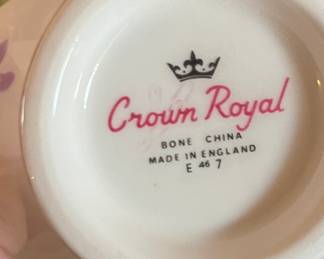 Crown Royal
BONE CHINA
MADE IN ENGLAND
E 46 7